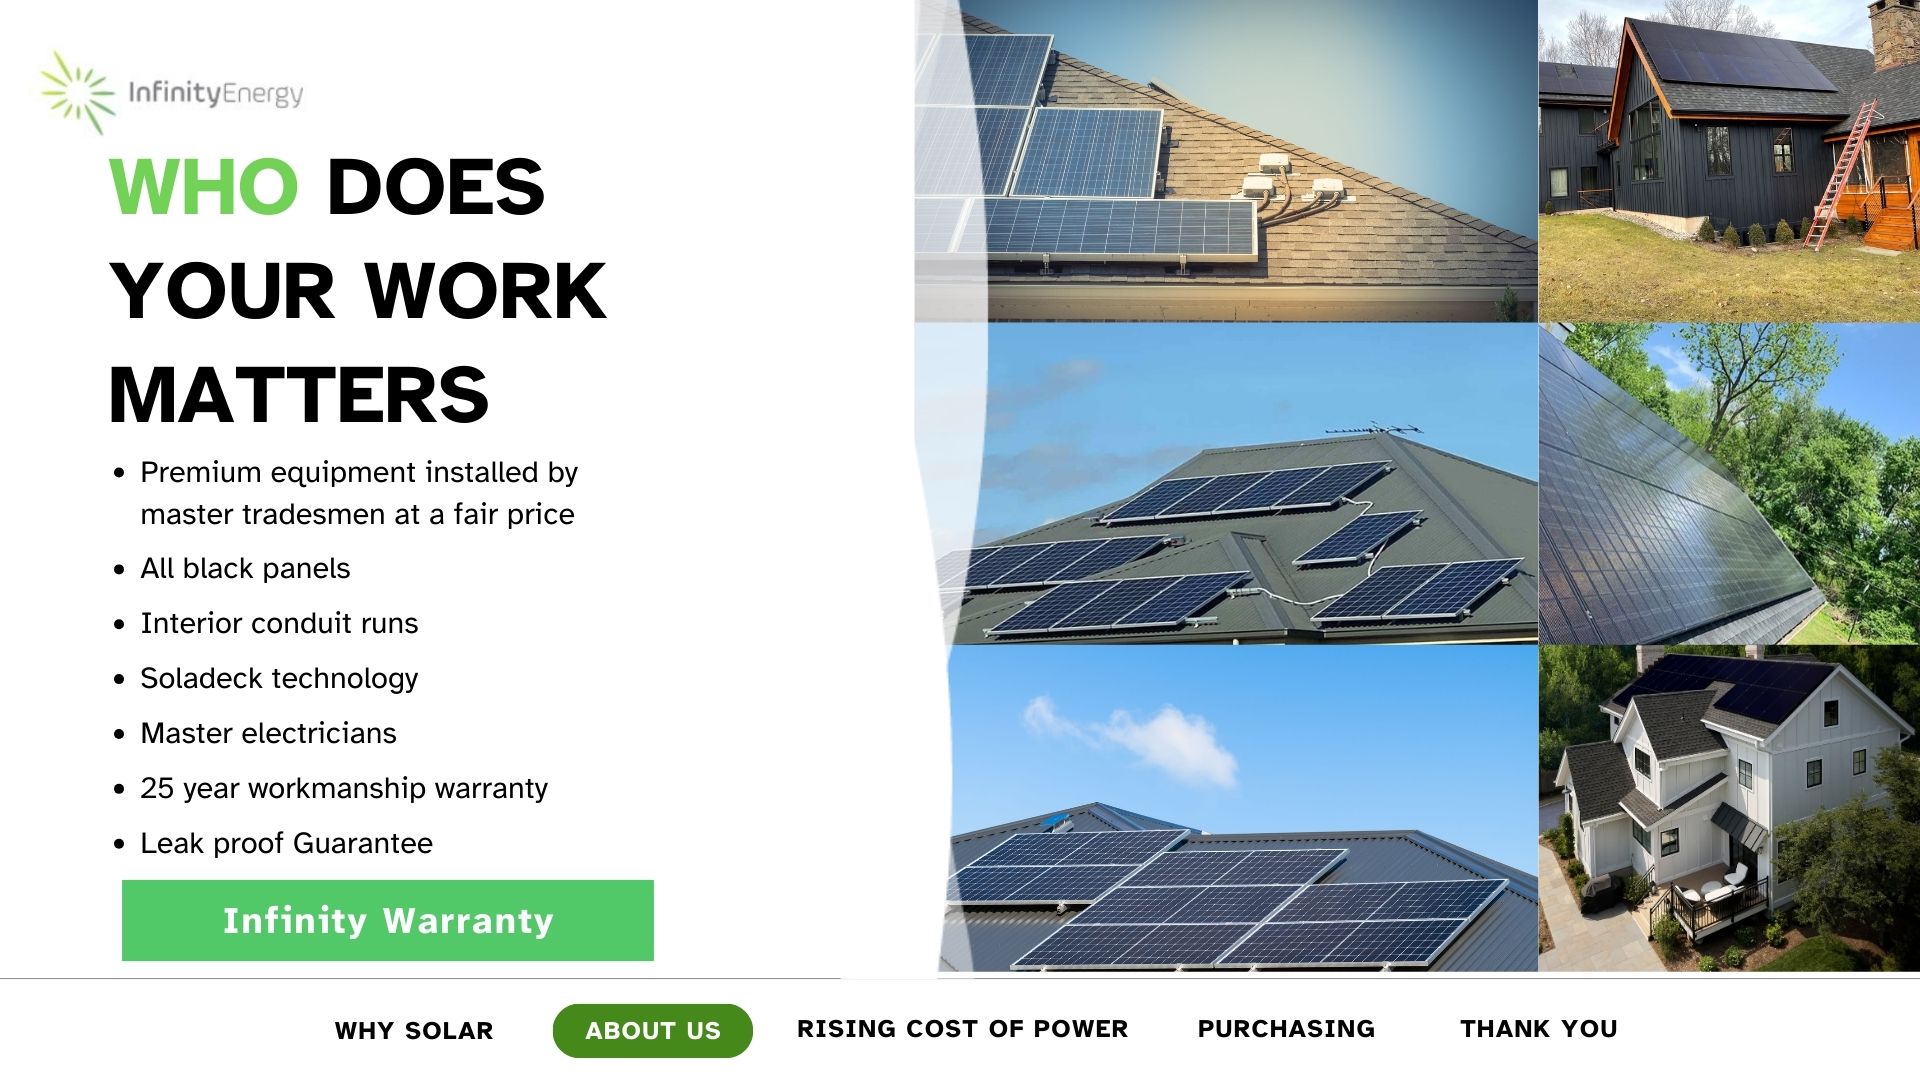 InfinityEnergy
WHO DOES
YOUR WORK
MATTERS
• Premium equipment installed by
master tradesmen at a fair price
• All black panels
• Interior conduit runs
• Soladeck technology
• Master electricians
• 25 year workmanship warranty
• Leak proof Guarantee
Infinity Warranty
WHY SOLAR
ABOUT US
RISING COST OF POWER
PURCHASING
THANK YOU